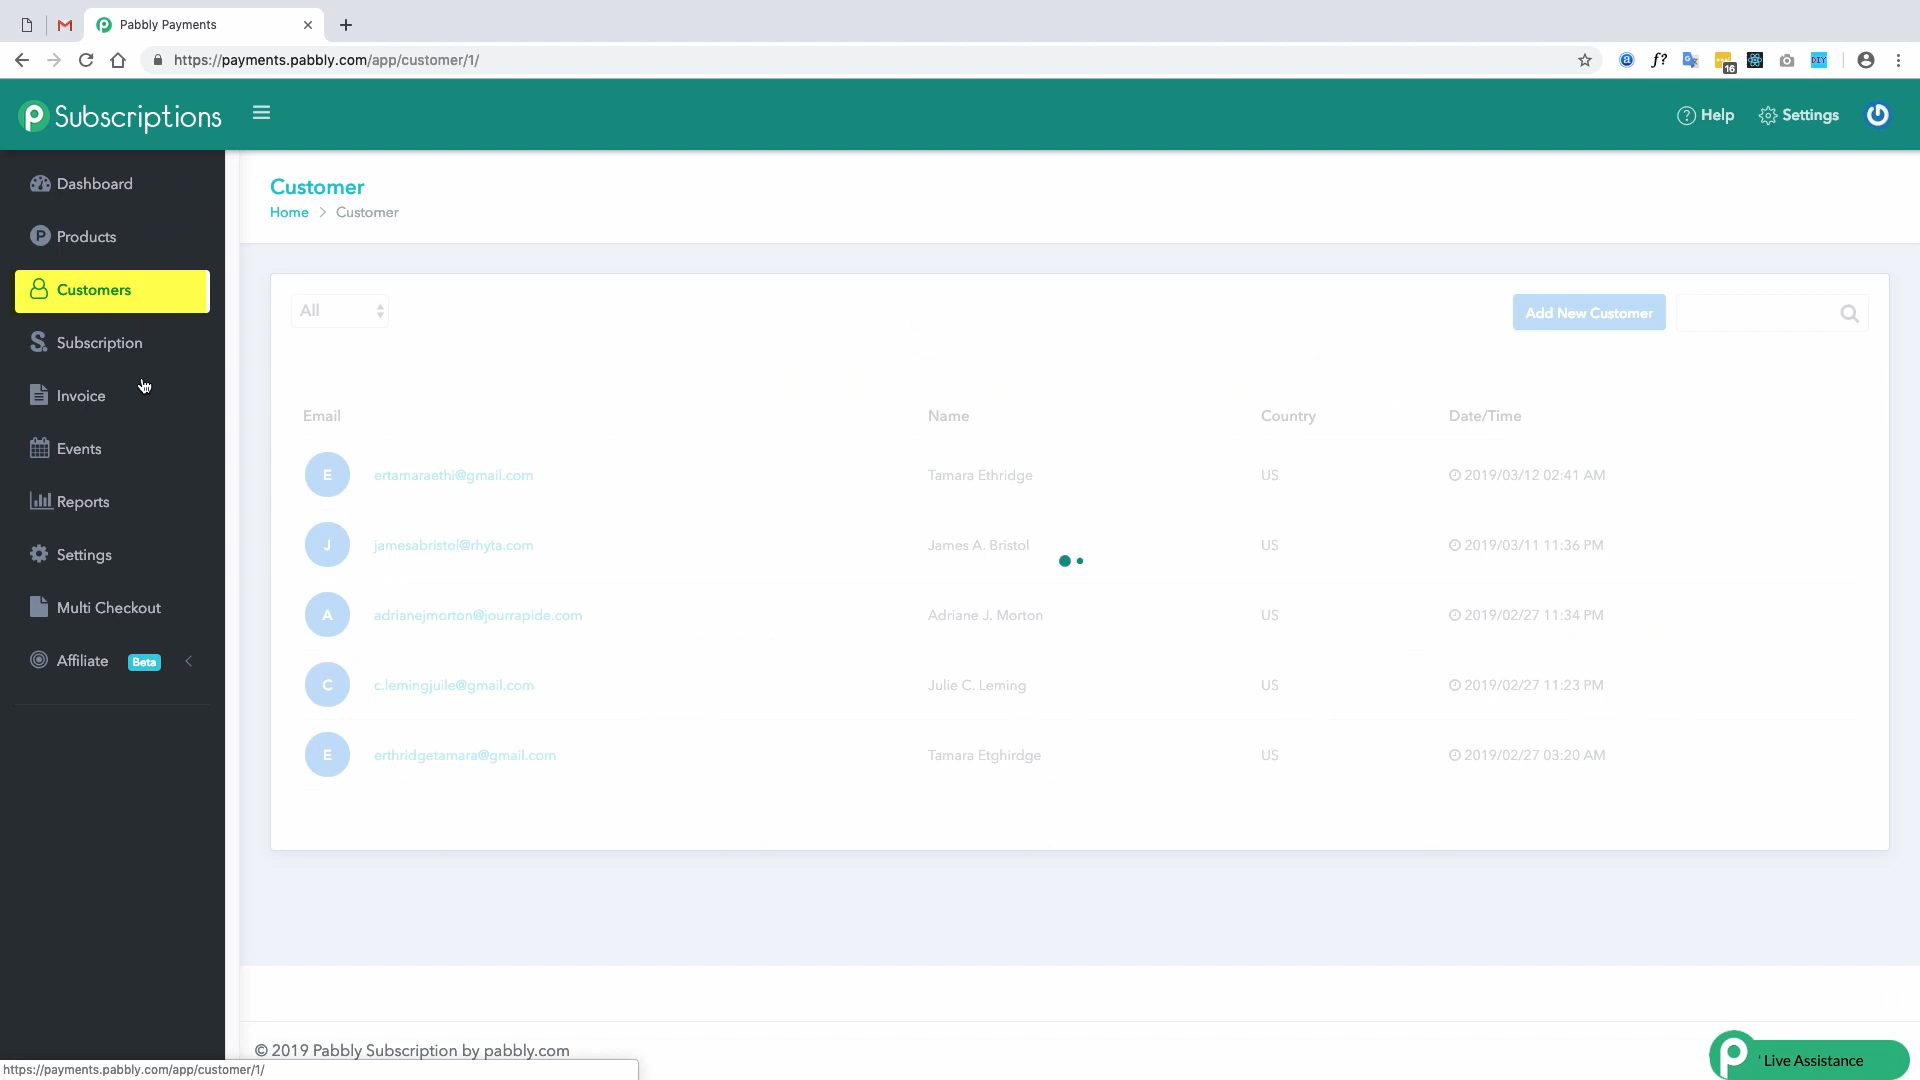 Pabbly Payments
https://payments.pabbly.com/app/customer/1/
f?
16
DIY
Subscriptions
Help
Settings
Dashboard
Products
Customers
Subscription
Invoice
Events
Reports
Settings
Multi Checkout
Affiliate Beta
Customer
Home > Customer
All
Add New Customer
Email Name Country Date/Time
E ertamaraethi@gmail.com Tamara Ethridge US 2019/03/12 02:41 AM
J jamesabristol@rhyta.com James A. Bristol US 2019/03/11 11:36 PM
A adrianejmorton@jourrapide.com Adriane J. Morton US 2019/02/27 11:34 PM
C c.lemingjuile@gmail.com Julie C. Leming US 2019/02/27 11:23 PM
E erthridgetamara@gmail.com Tamara Etghirdge US 2019/02/27 03:20 AM
© 2019 Pabbly Subscription by pabbly.com
https://payments.pabbly.com/app/customer/1/
' Live Assistance